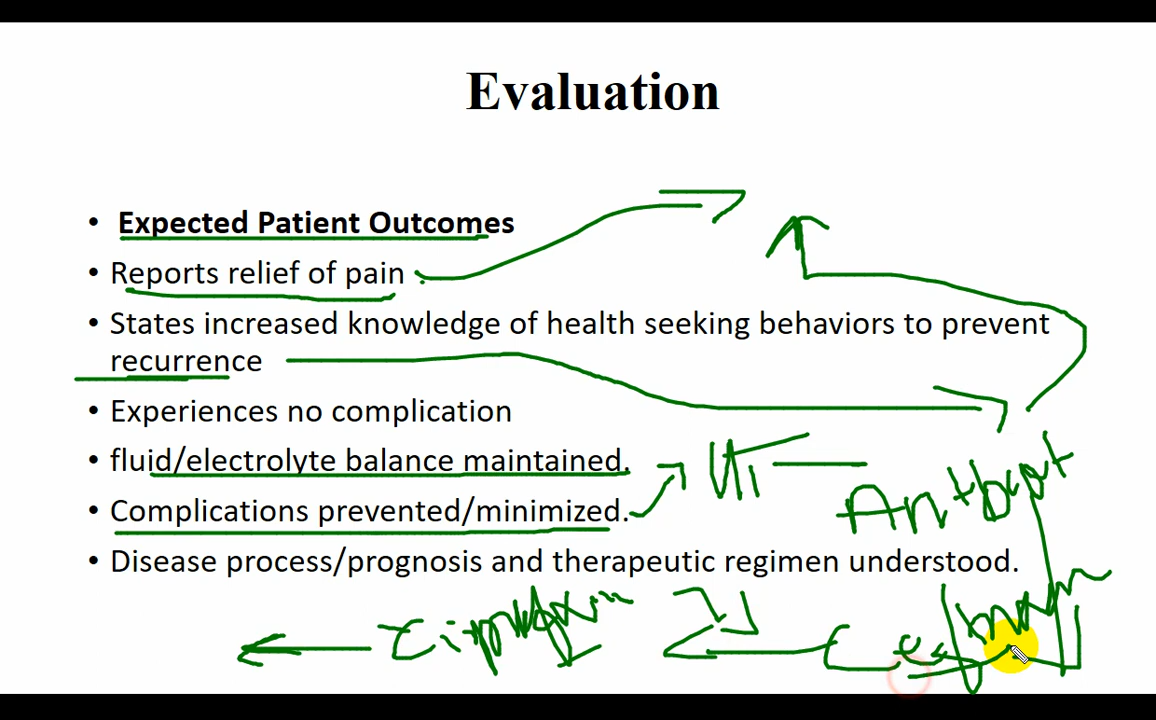 Evaluation
• Expected Patient Outcomes
• Reports relief of pain
• States increased knowledge of health seeking behaviors to prevent
recurrence
• Experiences no complication
• fluid/electrolyte balance maintained.
• Complications prevented/minimized.
• Disease process/prognosis and therapeutic regimen understood.
UTI